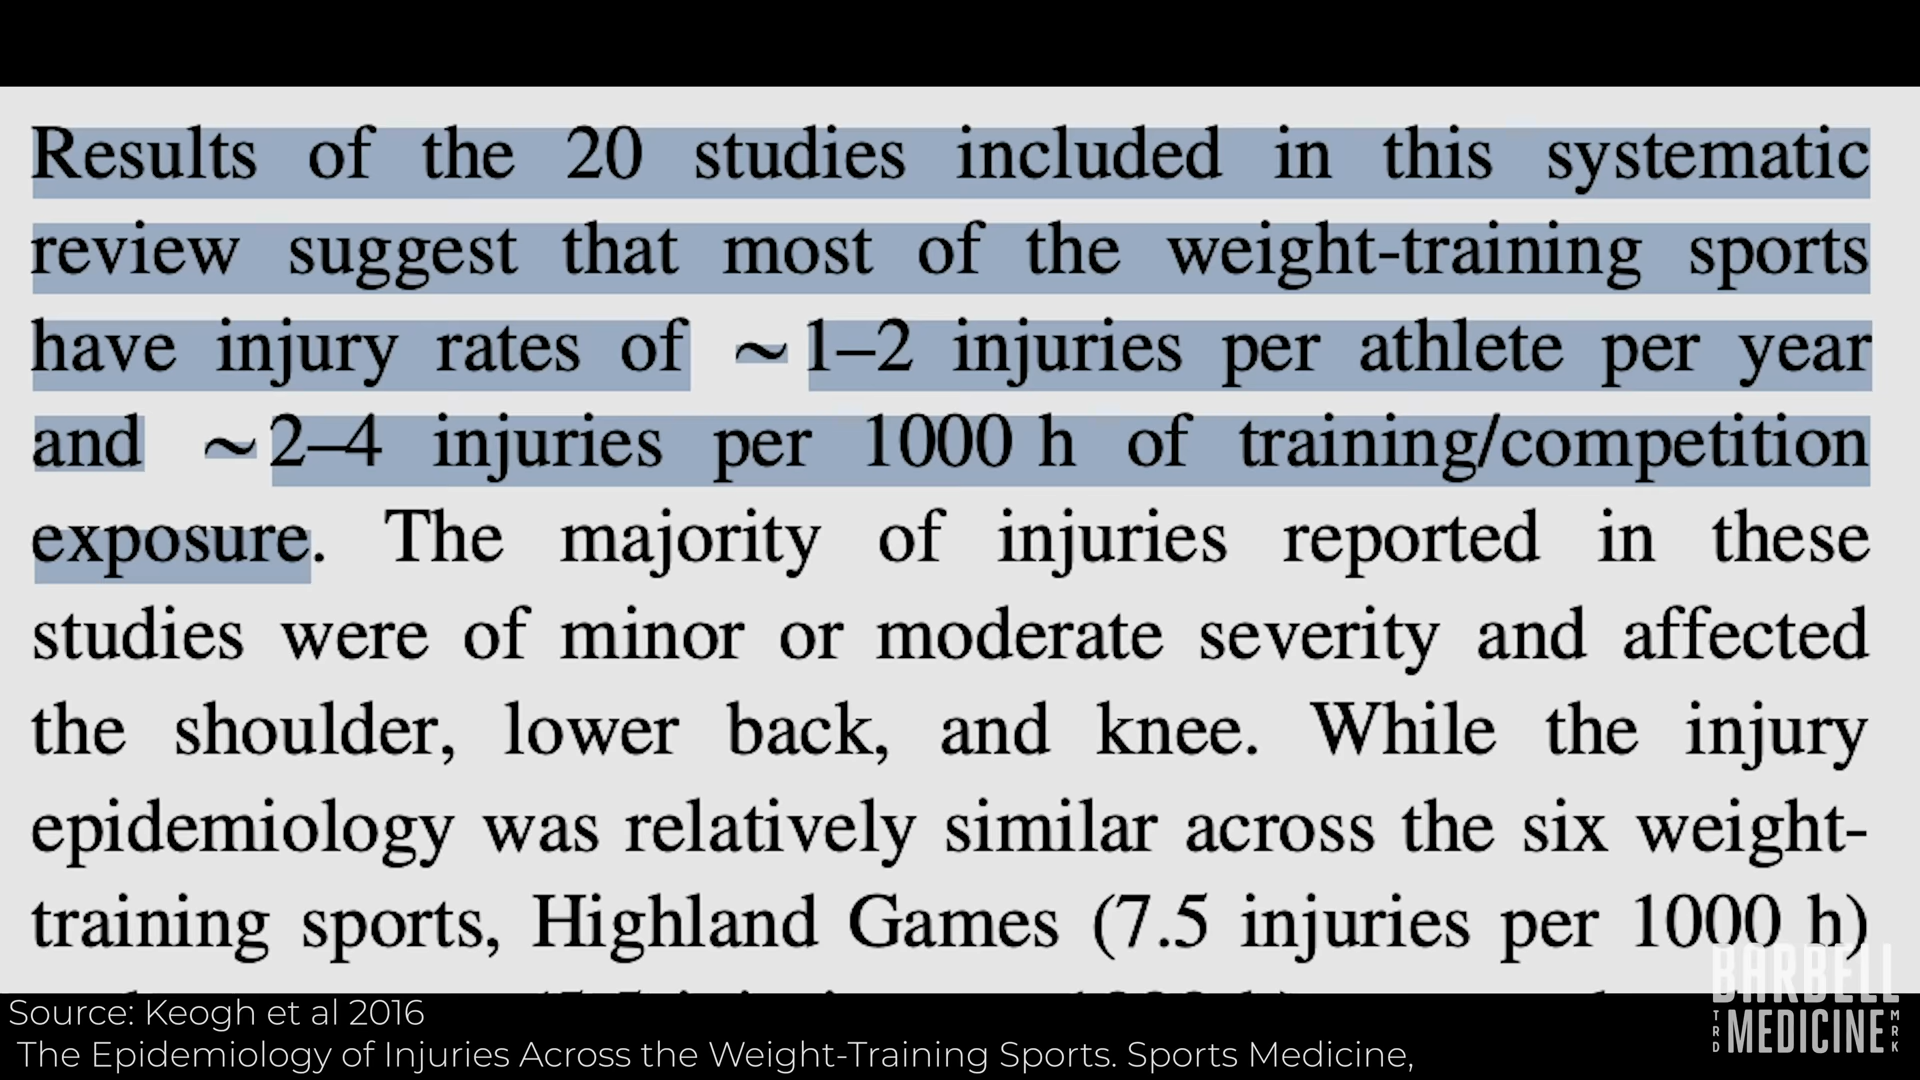 Results of the 20 studies included in this systematic
review suggest that most of the weight-training sports
have injury rates of ~1–2 injuries per athlete per year
and ~2–4 injuries per 1000 h of training/competition
exposure. The majority of injuries reported in these
studies were of minor or moderate severity and affected
the shoulder, lower back, and knee. While the injury
epidemiology was relatively similar across the six weight-
training sports, Highland Games (7.5 injuries per 1000 h)
Source: Keogh et al 2016
The Epidemiology of Injuries Across the Weight-Training Sports. Sports Medicine,
BARBELL
TRD MEDICINE MRK